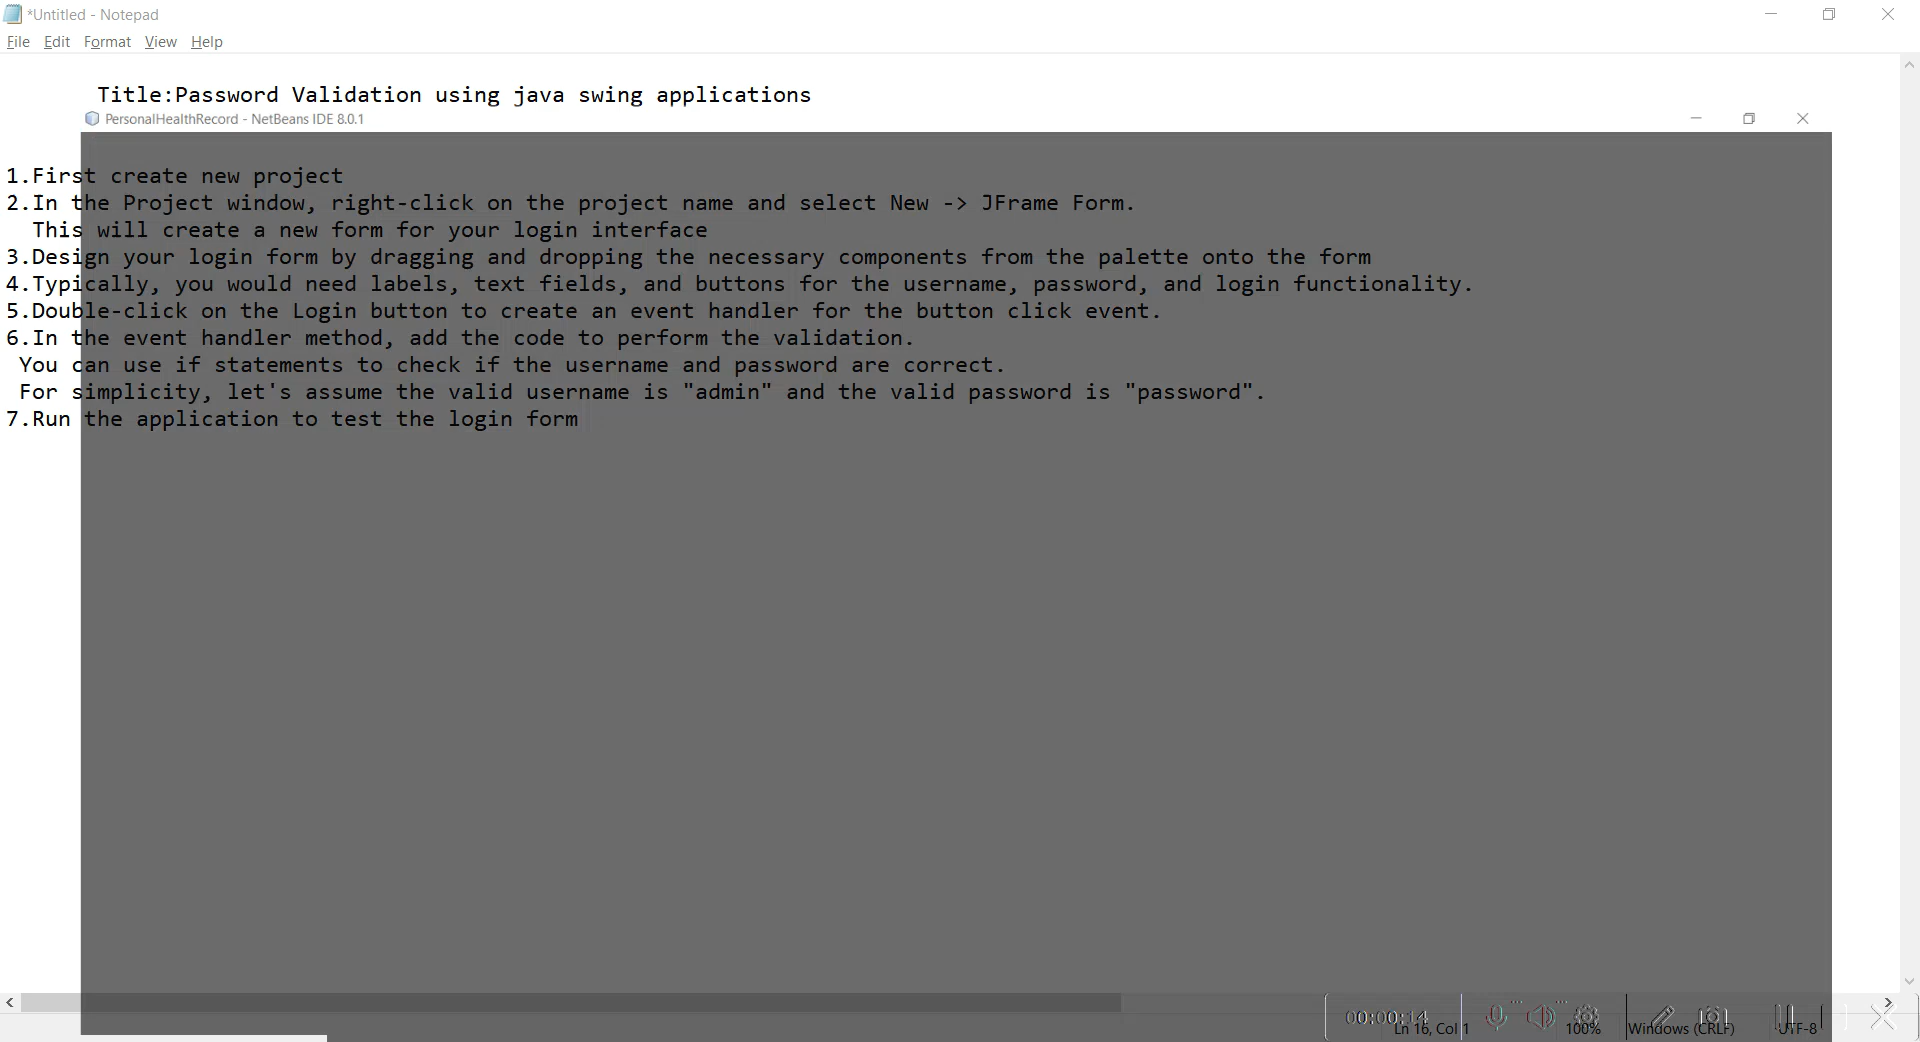 *Untitled - Notepad
File Edit Format View Help
Title:Password Validation using java swing applications
PersonalHealthRecord - NetBeans IDE 8.0.1
1.First create new project
2.In the Project window, right-click on the project name and select New -> JFrame Form.
This will create a new form for your login interface
3.Design your login form by dragging and dropping the necessary components from the palette onto the form
4.Typically, you would need labels, text fields, and buttons for the username, password, and login functionality.
5.Double-click on the Login button to create an event handler for the button click event.
6.In the event handler method, add the code to perform the validation.
You can use if statements to check if the username and password are correct.
For simplicity, let's assume the valid username is "admin" and the valid password is "password".
7.Run the application to test the login form
00:00:14
Ln 16, Col 1 100% Windows (CRLF) UTF-8